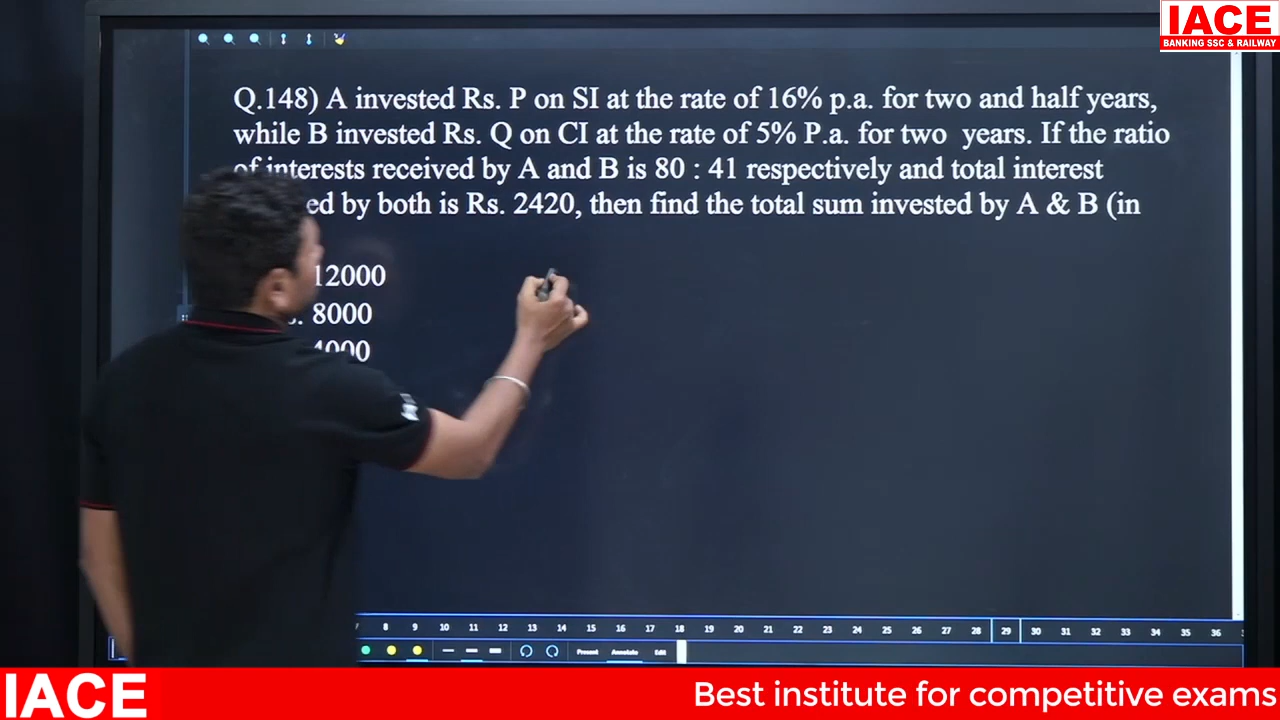 IACE
BANKING SSC & RAILWAY
Q.148) A invested Rs. P on SI at the rate of 16% p.a. for two and half years,
while B invested Rs. Q on CI at the rate of 5% P.a. for two years. If the ratio
of interests received by A and B is 80 : 41 respectively and total interest
by both is Rs. 2420, then find the total sum invested by A & B (in
12000
8000
4000
7 8 9 10 11 12 13 14 15 16 17 18 19 20 21 22 23 24 25 26 27 28 29 30 31 32 33 34 35 36
Present Annotate Edit
IACE
Best institute for competitive exams